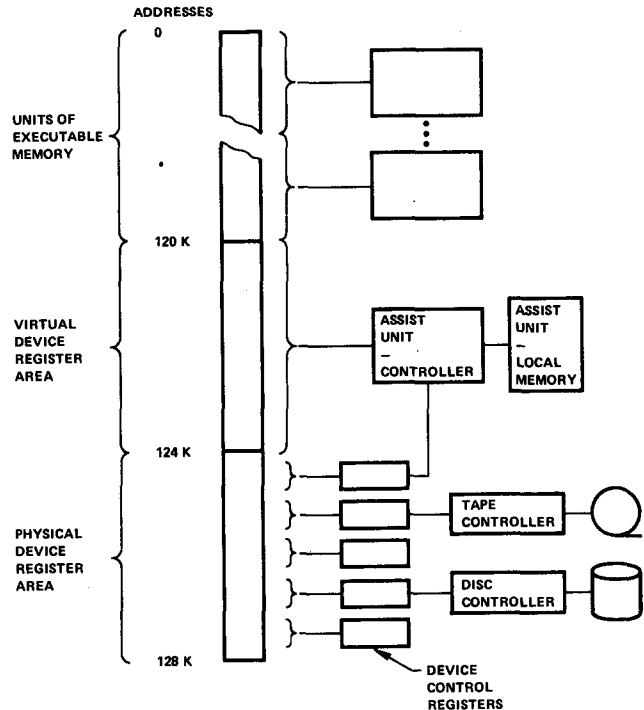 ADDRESSES
0
UNITS OF
EXECUTABLE
MEMORY
120 K
VIRTUAL
DEVICE
REGISTER
AREA
ASSIST
UNIT
–
CONTROLLER
ASSIST
UNIT
–
LOCAL
MEMORY
124 K
PHYSICAL
DEVICE
REGISTER
AREA
TAPE
CONTROLLER
DISC
CONTROLLER
128 K
DEVICE
CONTROL
REGISTERS